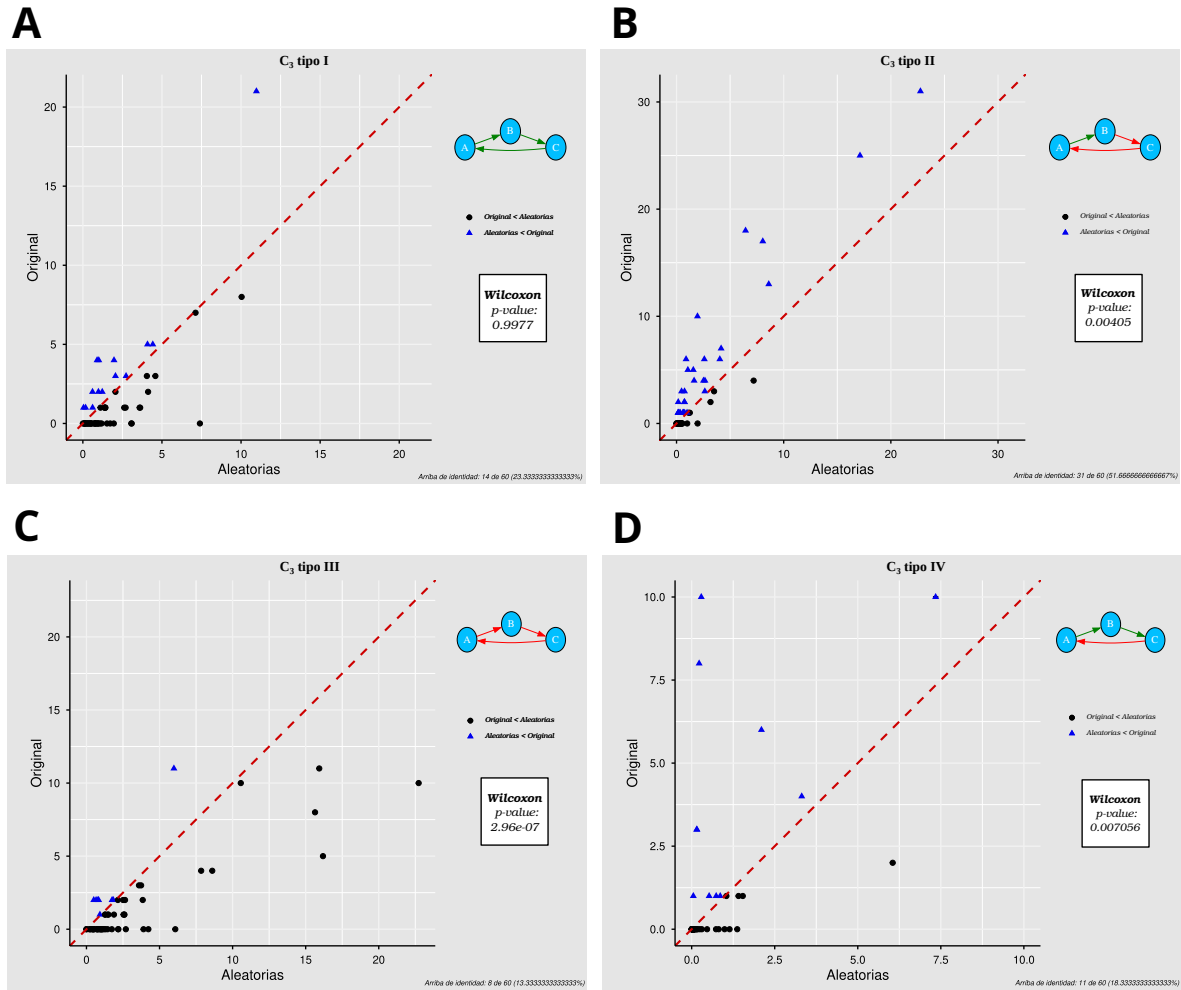 A
C3 tipo I
20
15
10
5
0
Original
0 5 10 15 20
Aleatorias
A B C
Original < Aleatorias
Aleatorias < Original
Wilcoxon
p-value:
0.9977
Arriba de identidad: 14 de 60 (23.3333333333333%)
B
C3 tipo II
30
20
10
0
Original
0 10 20 30
Aleatorias
A B C
Original < Aleatorias
Aleatorias < Original
Wilcoxon
p-value:
0.00405
Arriba de identidad: 31 de 60 (51.6666666666667%)
C
C3 tipo III
20
15
10
5
0
Original
0 5 10 15 20
Aleatorias
A B C
Original < Aleatorias
Aleatorias < Original
Wilcoxon
p-value:
2.96e-07
Arriba de identidad: 8 de 60 (13.3333333333333%)
D
C3 tipo IV
10.0
7.5
5.0
2.5
0.0
Original
0.0 2.5 5.0 7.5 10.0
Aleatorias
A B C
Original < Aleatorias
Aleatorias < Original
Wilcoxon
p-value:
0.007056
Arriba de identidad: 11 de 60 (18.3333333333333%)